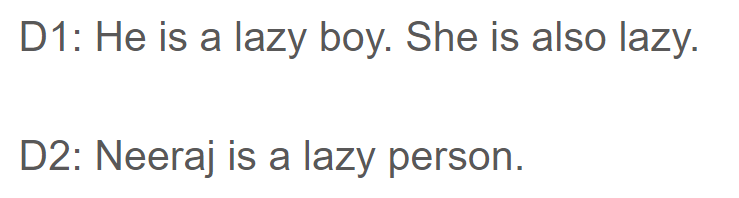 D1: He is a lazy boy. She is also lazy.
D2: Neeraj is a lazy person.